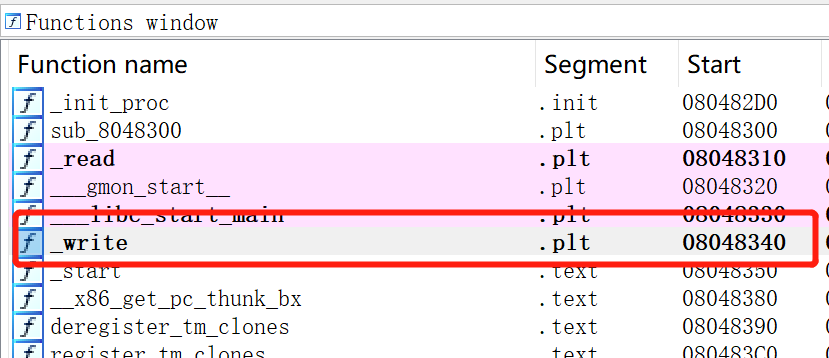 Functions window
Function name Segment Start
f _init_proc .init 080482D0
f sub_8048300 .plt 08048300
f _read .plt 08048310
f ___gmon_start__ .plt 08048320
f ___libc_start_main .plt 08048330
f _write .plt 08048340
f _start .text 08048350
f __x86_get_pc_thunk_bx .text 08048380
f deregister_tm_clones .text 08048390
f register_tm_clones .text 080483C0